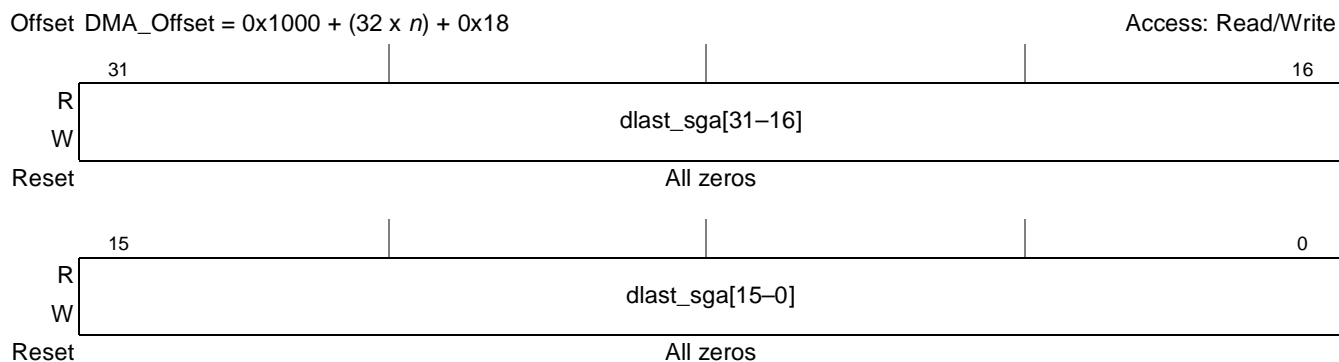 Offset DMA_Offset = 0x1000 + (32 x n) + 0x18 Access: Read/Write
31 16
R
dlast_sga[31–16]
W
Reset All zeros
15 0
R
dlast_sga[15–0]
W
Reset All zeros